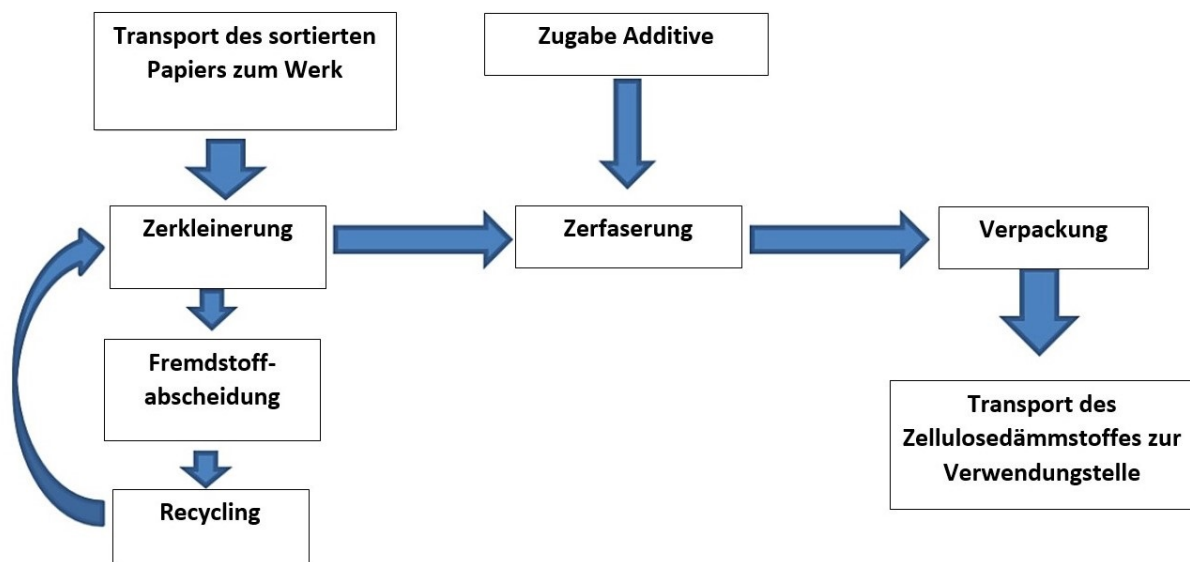 Transport des sortierten
Papiers zum Werk
Zugabe Additive
Zerkleinerung
Zerfaserung
Verpackung
Fremdstoff-
abscheidung
Recycling
Transport des
Zellulosedämmstoffes zur
Verwendungstelle